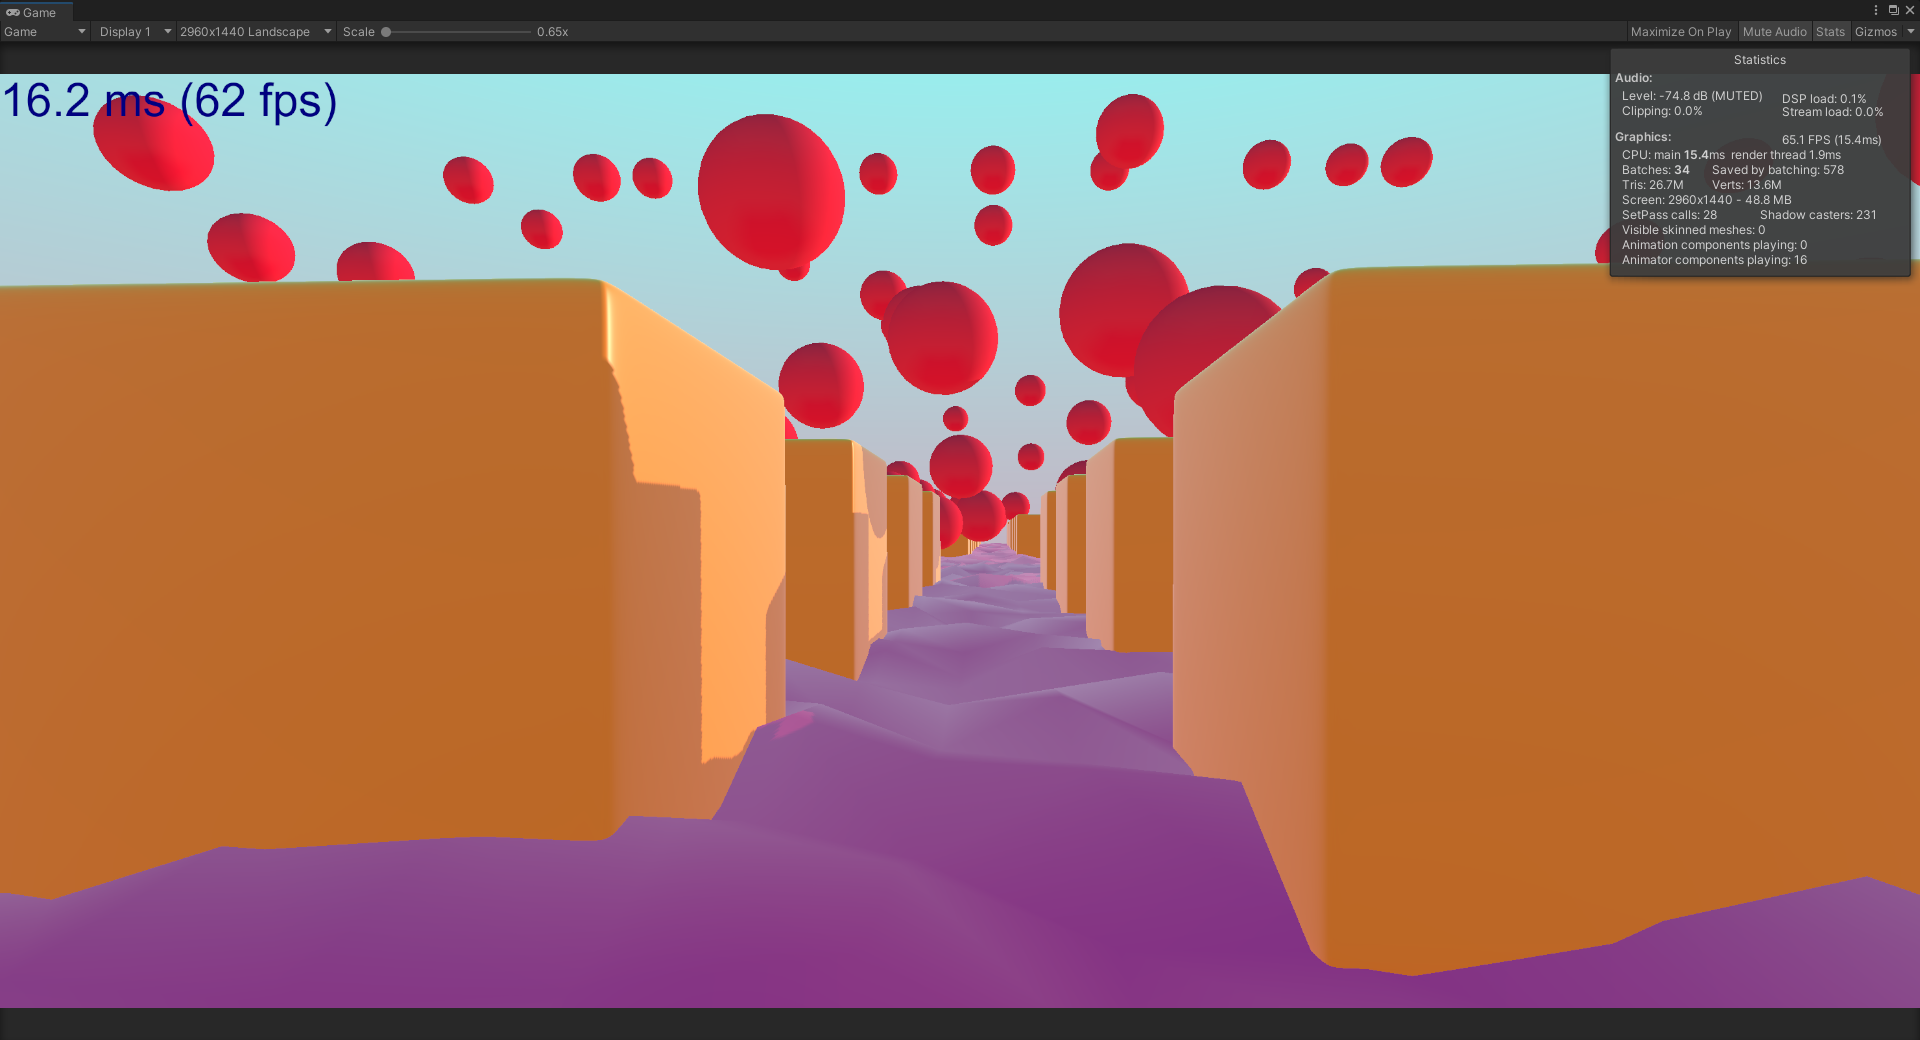 Game
Game Display 1 2960x1440 Landscape Scale 0.65x Maximize On Play Mute Audio Stats Gizmos
16.2 ms (62 fps)
Statistics
Audio:
Level: -74.8 dB (MUTED) DSP load: 0.1%
Clipping: 0.0% Stream load: 0.0%
Graphics: 65.1 FPS (15.4ms)
CPU: main 15.4ms render thread 1.9ms
Batches: 34 Saved by batching: 578
Tris: 26.7M Verts: 13.6M
Screen: 2960x1440 - 48.8 MB
SetPass calls: 28 Shadow casters: 231
Visible skinned meshes: 0
Animation components playing: 0
Animator components playing: 16